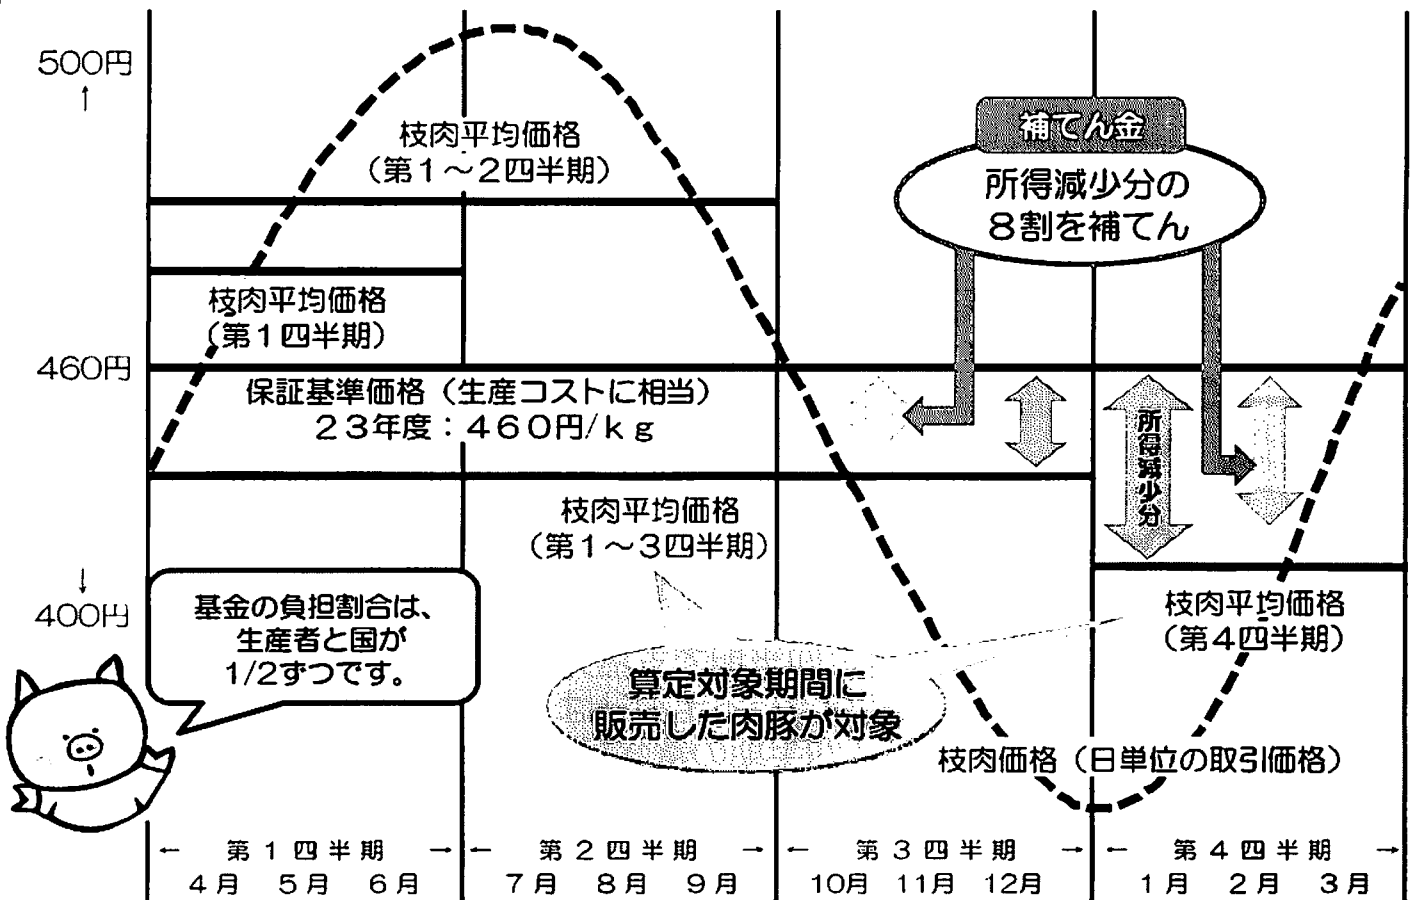 500円
↑
460円
↓
400円
枝肉平均価格
(第1～2四半期)
枝肉平均価格
(第1四半期)
保証基準価格（生産コストに相当）
23年度：460円/kg
枝肉平均価格
(第1～3四半期)
補てん金
所得減少分の
8割を補てん
所得減少分
枝肉平均価格
(第4四半期)
基金の負担割合は、
生産者と国が
1/2ずつです。
算定対象期間に
販売した肉豚が対象
枝肉価格（日単位の取引価格）
← 第1四半期 →
← 第2四半期 →
← 第3四半期 →
← 第4四半期 →
4月 5月 6月
7月 8月 9月
10月 11月 12月
1月 2月 3月